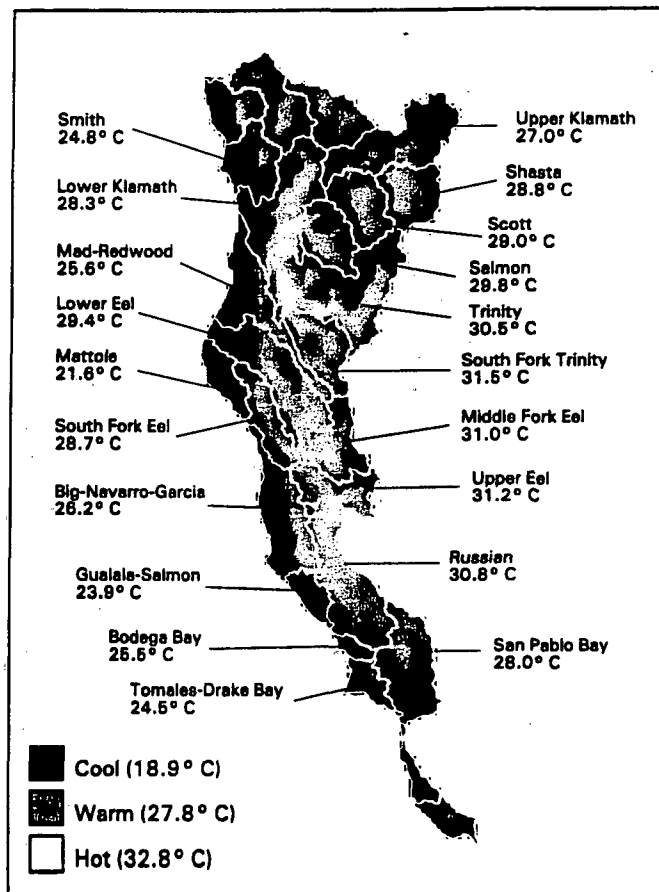 Smith
24.8° C
Lower Klamath
28.3° C
Mad-Redwood
25.6° C
Lower Eel
29.4° C
Mattole
21.6° C
South Fork Eel
28.7° C
Big-Navarro-Garcia
26.2° C
Gualala-Salmon
23.9° C
Bodega Bay
25.5° C
Tomales-Drake Bay
24.5° C
Upper Klamath
27.0° C
Shasta
28.8° C
Scott
29.0° C
Salmon
29.8° C
Trinity
30.5° C
South Fork Trinity
31.5° C
Middle Fork Eel
31.0° C
Upper Eel
31.2° C
Russian
30.8° C
San Pablo Bay
28.0° C
Cool (18.9° C)
Warm (27.8° C)
Hot (32.8° C)